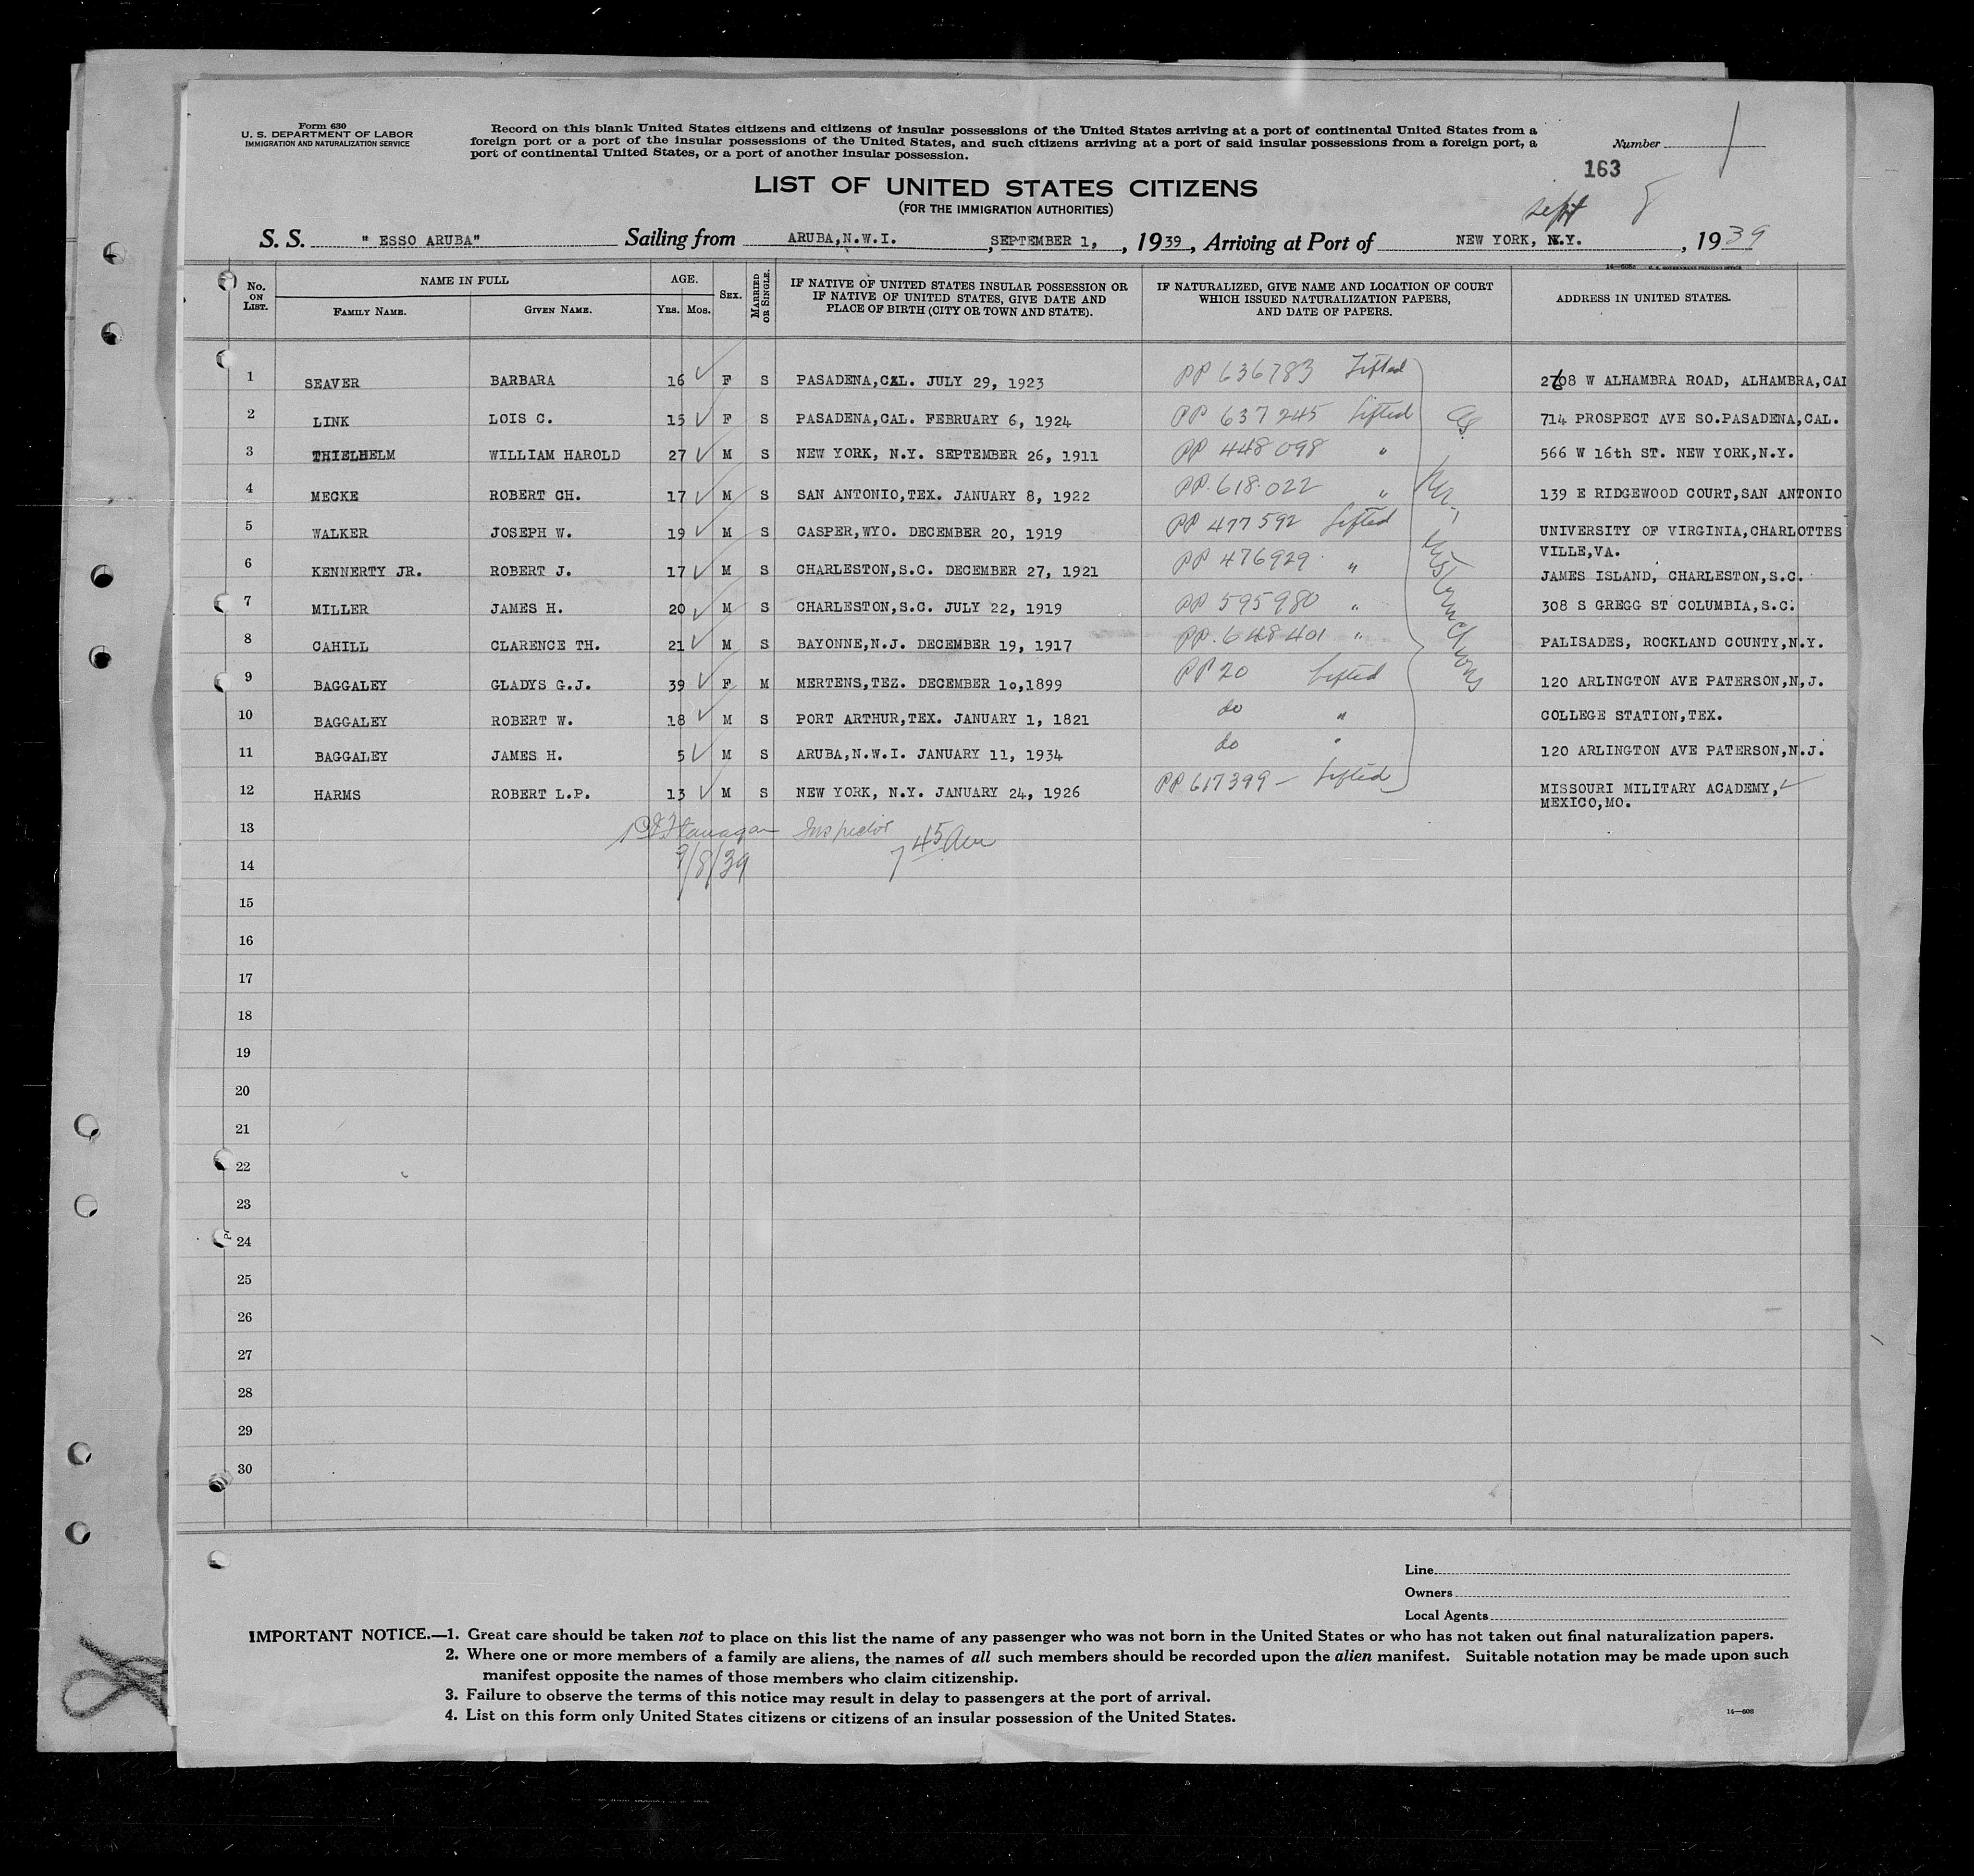 Form 630
U. S. DEPARTMENT OF LABOR
IMMIGRATION AND NATURALIZATION SERVICE
Record on this blank United States citizens and citizens of insular possessions of the United States arriving at a port of continental United States from a
foreign port or a port of the insular possessions of the United States, and such citizens arriving at a port of said insular possessions from a foreign port, a
port of continental United States, or a port of another insular possession.
Number
163
LIST OF UNITED STATES CITIZENS
(FOR THE IMMIGRATION AUTHORITIES)
Sept 8
S. S. " ESSO ARUBA" Sailing from ARUBA,N.W.I. , SEPTEMBER 1, , 1939 , Arriving at Port of NEW YORK, N.Y. , 1939
No. ON LIST. NAME IN FULL FAMILY NAME. GIVEN NAME. AGE. YRS. MOS. SEX. MARRIED OR SINGLE.
IF NATIVE OF UNITED STATES INSULAR POSSESSION OR
IF NATIVE OF UNITED STATES, GIVE DATE AND
PLACE OF BIRTH (CITY OR TOWN AND STATE).
IF NATURALIZED, GIVE NAME AND LOCATION OF COURT
WHICH ISSUED NATURALIZATION PAPERS,
AND DATE OF PAPERS.
ADDRESS IN UNITED STATES.
1 SEAVER BARBARA 16 F S PASADENA,CAL. JULY 29, 1923 PP 636783 Lifted W ALHAMBRA ROAD, ALHAMBRA,CAL
2 LINK LOIS C. 15 F S PASADENA,CAL. FEBRUARY 6, 1924 PP 637245 Lifted 714 PROSPECT AVE SO.PASADENA,CAL.
3 THIELHELM WILLIAM HAROLD 27 M S NEW YORK, N.Y. SEPTEMBER 26, 1911 PP 448098 " 566 W 16th ST. NEW YORK,N.Y.
4 MECKE ROBERT CH. 17 M S SAN ANTONIO,TEX. JANUARY 8, 1922 PP.618.022 " 139 E RIDGEWOOD COURT,SAN ANTONIO
5 WALKER JOSEPH W. 19 M S CASPER,WYO. DECEMBER 20, 1919 PP 477592 Lifted UNIVERSITY OF VIRGINIA,CHARLOTTES
VILLE,VA.
6 KENNERTY JR. ROBERT J. 17 M S CHARLESTON,S.C. DECEMBER 27, 1921 PP 476929 " JAMES ISLAND, CHARLESTON,S.C.
7 MILLER JAMES H. 20 M S CHARLESTON,S.C. JULY 22, 1919 PP 595980 " 308 S GREGG ST COLUMBIA,S.C.
8 CAHILL CLARENCE TH. 21 M S BAYONNE,N.J. DECEMBER 19, 1917 PP. 648401 " PALISADES, ROCKLAND COUNTY,N.Y.
9 BAGGALEY GLADYS G.J. 39 F M MERTENS,TEZ. DECEMBER 1o,1899 PP 20 Lifted 120 ARLINGTON AVE PATERSON,N,J.
10 BAGGALEY ROBERT W. 18 M S PORT ARTHUR,TEX. JANUARY 1, 1821 do " COLLEGE STATION,TEX.
11 BAGGALEY JAMES H. 5 M S ARUBA,N.W.I. JANUARY 11, 1934 do " 120 ARLINGTON AVE PATERSON,N.J.
12 HARMS ROBERT L.P. 13 M S NEW YORK, N.Y. JANUARY 24, 1926 PP 617399 - Lifted MISSOURI MILITARY ACADEMY,
MEXICO,MO.
13 Flanagan Inspector 7 45 Am
14 9/8/39
15
16
17
18
19
20
21
22
23
24
25
26
27
28
29
30
Line
Owners
Local Agents
IMPORTANT NOTICE.—1. Great care should be taken not to place on this list the name of any passenger who was not born in the United States or who has not taken out final naturalization papers.
2. Where one or more members of a family are aliens, the names of all such members should be recorded upon the alien manifest. Suitable notation may be made upon such
manifest opposite the names of those members who claim citizenship.
3. Failure to observe the terms of this notice may result in delay to passengers at the port of arrival.
4. List on this form only United States citizens or citizens of an insular possession of the United States.
14—608